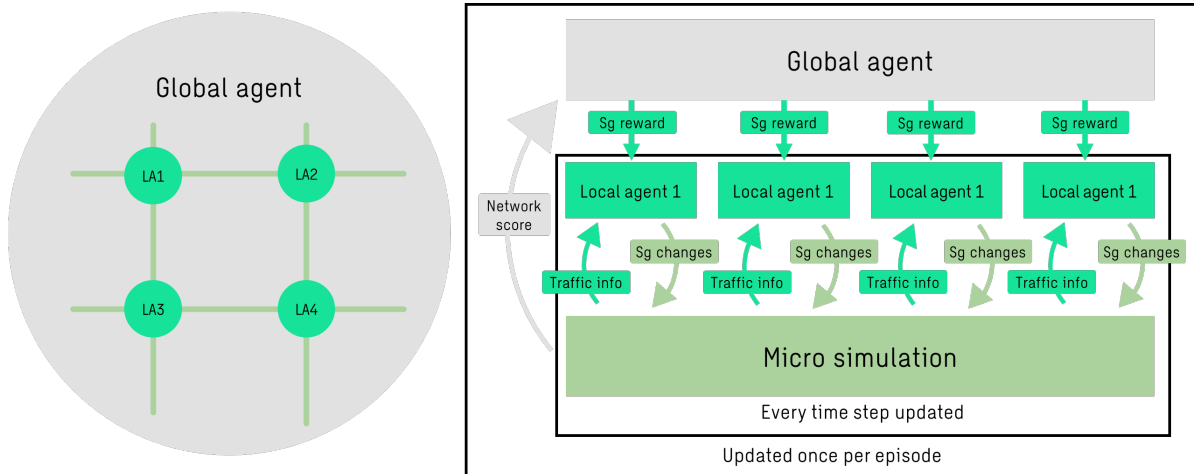 Global agent
LA1
LA2
LA3
LA4
Global agent
Sg reward
Sg reward
Sg reward
Sg reward
Network
score
Local agent 1
Local agent 1
Local agent 1
Local agent 1
Sg changes
Sg changes
Sg changes
Sg changes
Traffic info
Traffic info
Traffic info
Traffic info
Micro simulation
Every time step updated
Updated once per episode